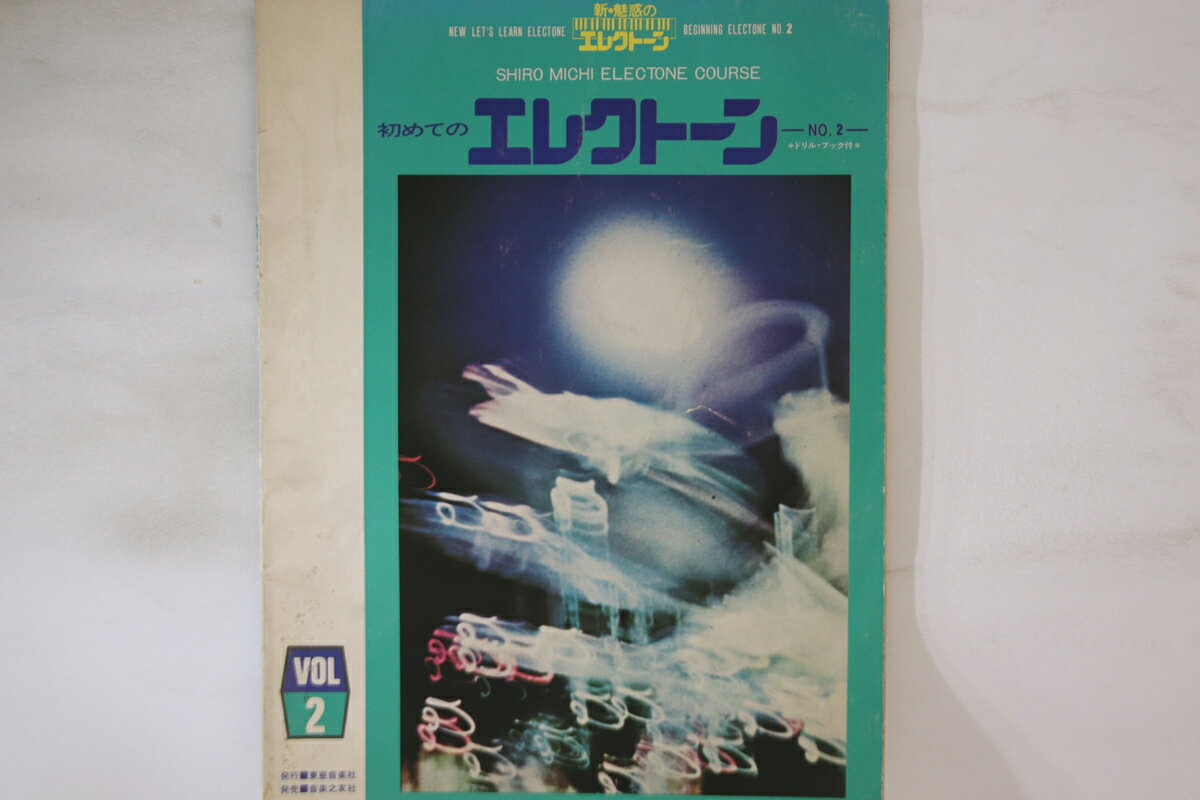 新・魅惑の
NEW LET'S LEARN ELECTONE エレクトーン BEGINNING ELECTONE NO. 2
SHIRO MICHI ELECTONE COURSE
初めての エレクトーン —NO. 2—
*ドリル・ブック付*
VOL
2
発行■東亜音楽社
発売■音楽之友社